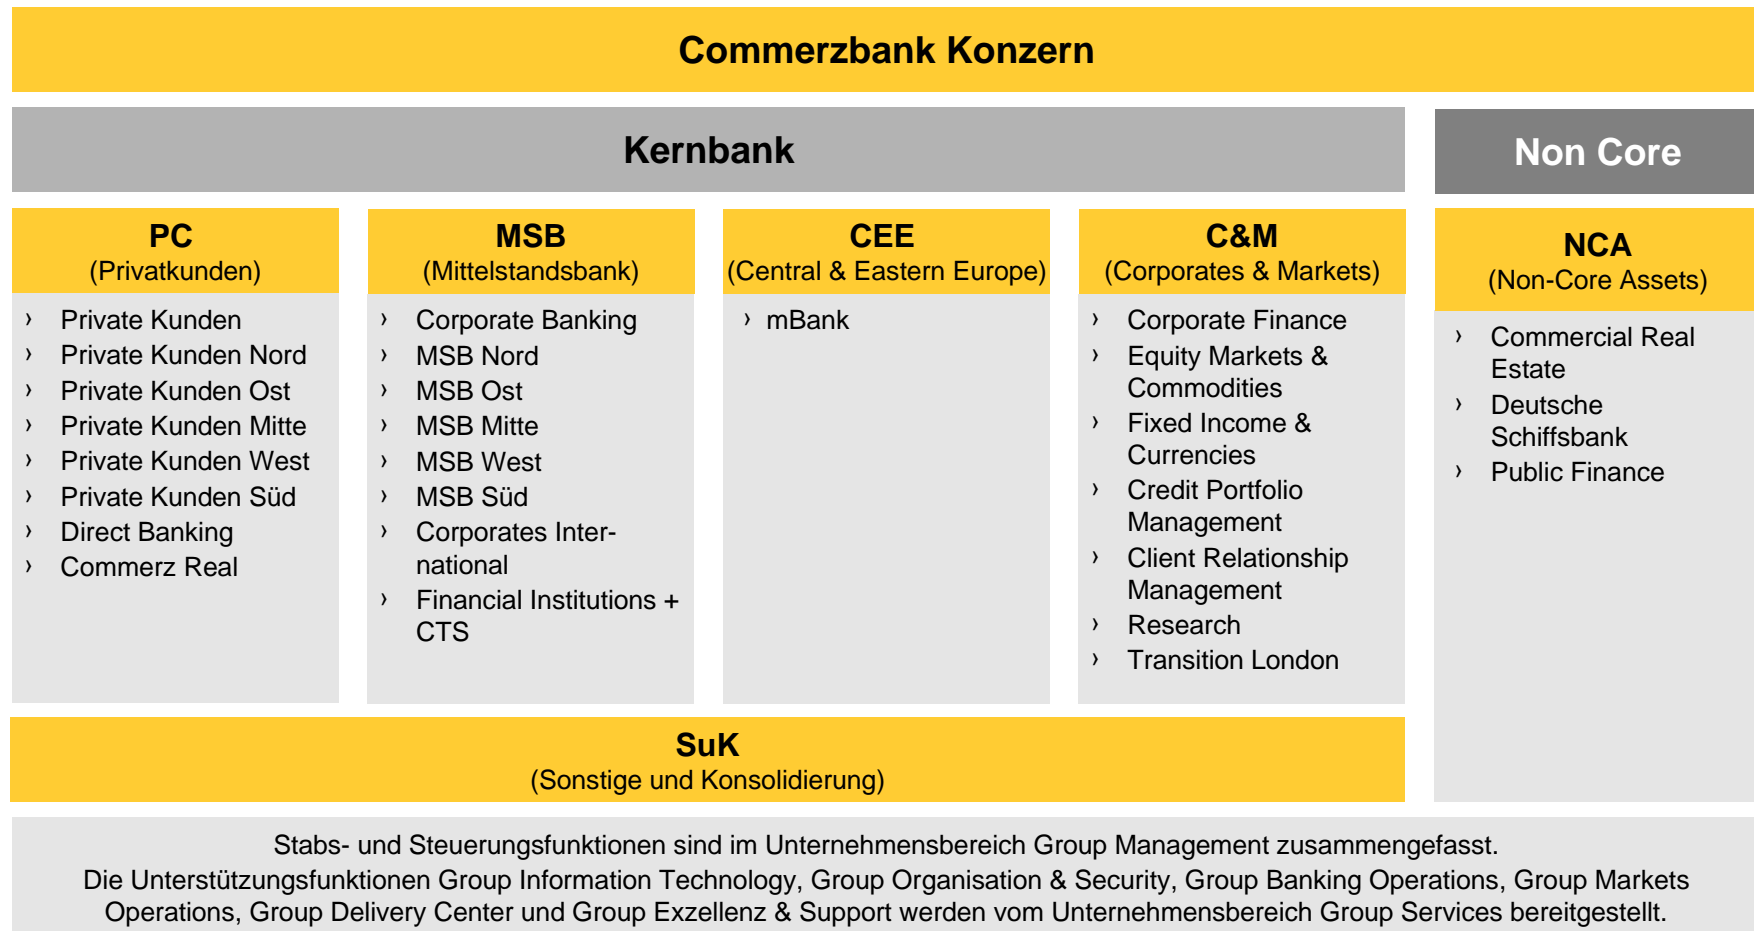 Commerzbank Konzern
Kernbank
Non Core
PC
(Privatkunden)
› Private Kunden
› Private Kunden Nord
› Private Kunden Ost
› Private Kunden Mitte
› Private Kunden West
› Private Kunden Süd
› Direct Banking
› Commerz Real
MSB
(Mittelstandsbank)
› Corporate Banking
› MSB Nord
› MSB Ost
› MSB Mitte
› MSB West
› MSB Süd
› Corporates Inter-
national
› Financial Institutions +
CTS
CEE
(Central & Eastern Europe)
› mBank
C&M
(Corporates & Markets)
› Corporate Finance
› Equity Markets &
Commodities
› Fixed Income &
Currencies
› Credit Portfolio
Management
› Client Relationship
Management
› Research
› Transition London
NCA
(Non-Core Assets)
› Commercial Real
Estate
› Deutsche
Schiffsbank
› Public Finance
SuK
(Sonstige und Konsolidierung)
Stabs- und Steuerungsfunktionen sind im Unternehmensbereich Group Management zusammengefasst.
Die Unterstützungsfunktionen Group Information Technology, Group Organisation & Security, Group Banking Operations, Group Markets
Operations, Group Delivery Center und Group Exzellenz & Support werden vom Unternehmensbereich Group Services bereitgestellt.